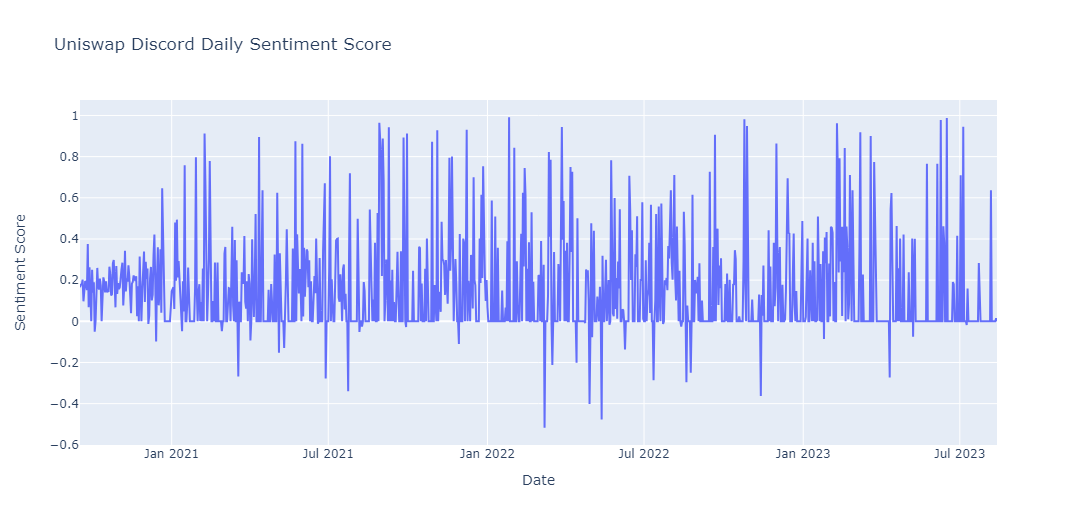 Uniswap Discord Daily Sentiment Score
Sentiment Score
1
0.8
0.6
0.4
0.2
0
−0.2
−0.4
−0.6
Jan 2021
Jul 2021
Jan 2022
Jul 2022
Jan 2023
Jul 2023
Date